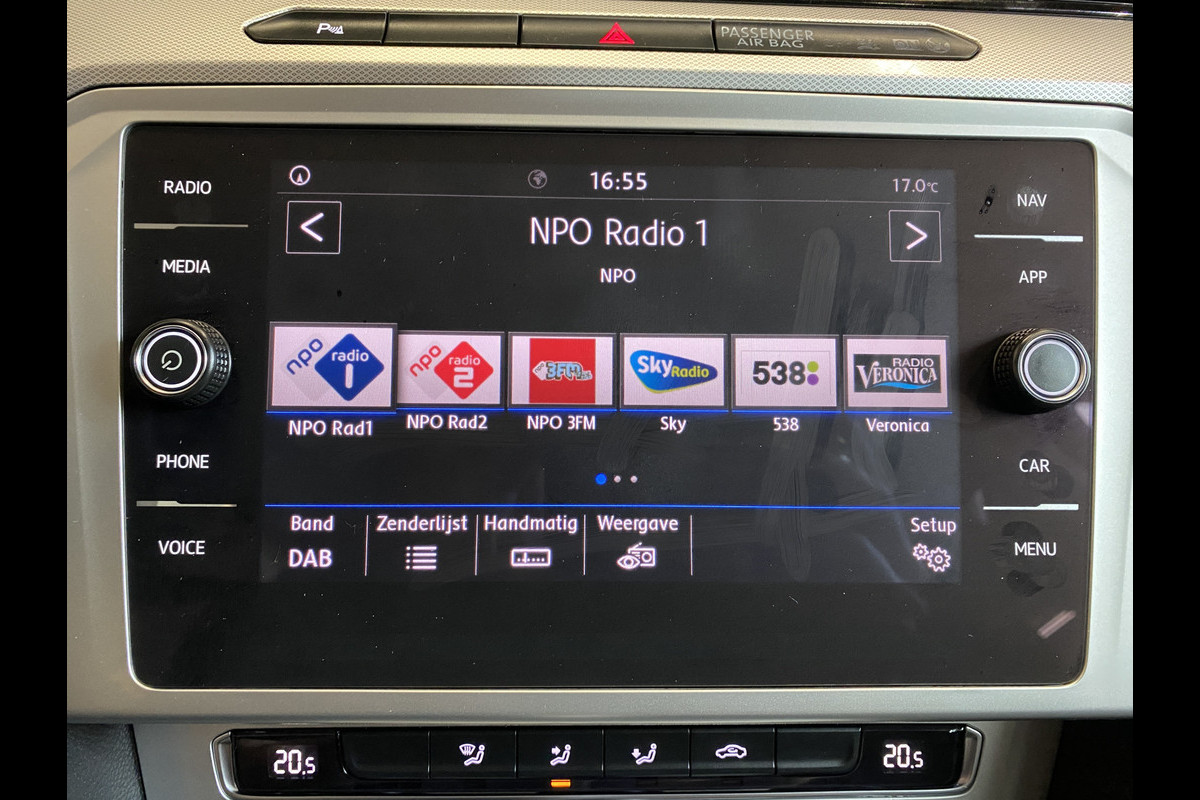 P
PASSENGER
AIR BAG
RADIO
MEDIA
PHONE
VOICE
16:55
17.0°C
< NPO Radio 1 >
NPO
npo radio 1
npo radio 2
3FM
Sky Radio
538
RADIO VERONICA
NPO Rad1 NPO Rad2 NPO 3FM Sky 538 Veronica
Band Zenderlijst Handmatig Weergave Setup
DAB
NAV
APP
CAR
MENU
20.5 20.5